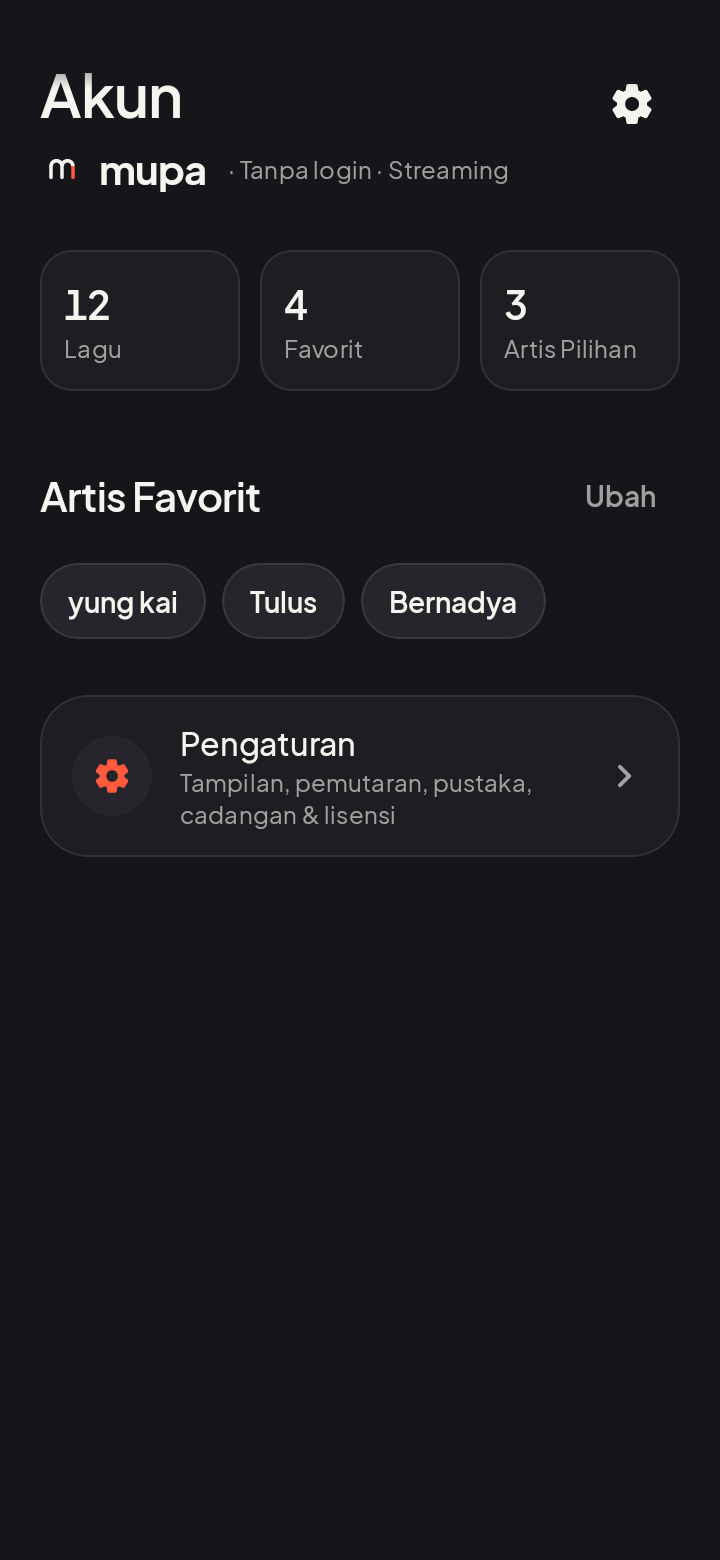 Akun
mupa · Tanpa login · Streaming
12
Lagu
4
Favorit
3
Artis Pilihan
Artis Favorit
Ubah
yung kai
Tulus
Bernadya
Pengaturan
Tampilan, pemutaran, pustaka,
cadangan & lisensi